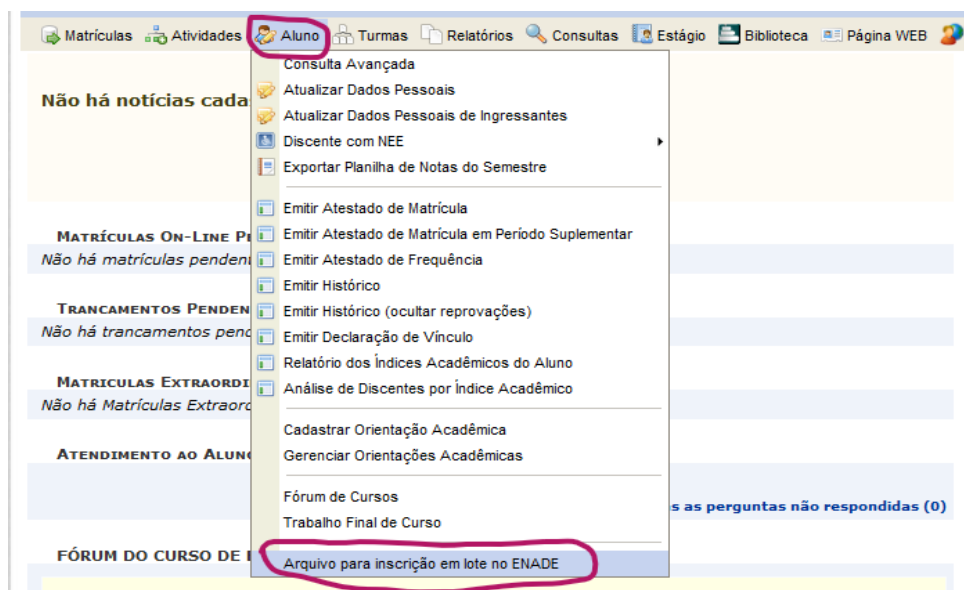 Matrículas Atividades Aluno Turmas Relatórios Consultas Estágio Biblioteca Página WEB
Consulta Avançada
Não há notícias cada
Atualizar Dados Pessoais
Atualizar Dados Pessoais de Ingressantes
Discente com NEE
Exportar Planilha de Notas do Semestre
Emitir Atestado de Matrícula
MATRÍCULAS ON-LINE
Emitir Atestado de Matrícula em Período Suplementar
Não há matrículas
Emitir Atestado de Frequência
Emitir Histórico
TRANCAMENTOS
Emitir Histórico (ocultar reprovações)
Não há trancamentos
Emitir Declaração de Vínculo
Relatório dos Índices Acadêmicos do Aluno
MATRICULAS
Análise de Discentes por Índice Acadêmico
Não há Matrículas
Cadastrar Orientação Acadêmica
ATENDIMENTO AO
Gerenciar Orientações Acadêmicas
Fórum de Cursos
s as perguntas não respondidas (0)
Trabalho Final de Curso
FÓRUM DO CURSO DE
Arquivo para inscrição em lote no ENADE